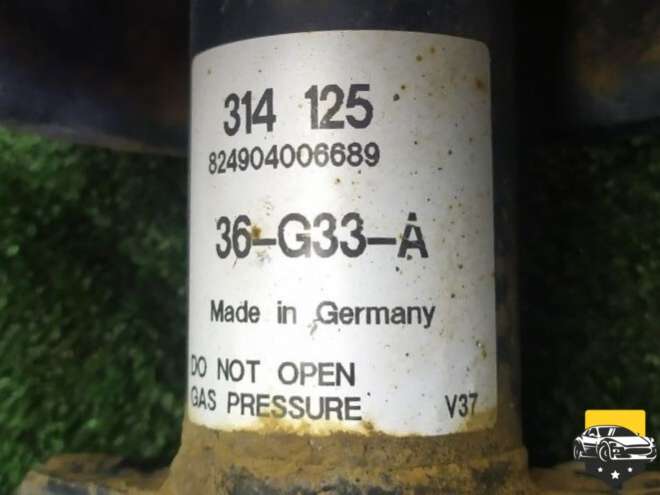 314 125
824904006689
36-G33-A
Made in Germany
DO NOT OPEN
GAS PRESSURE V37